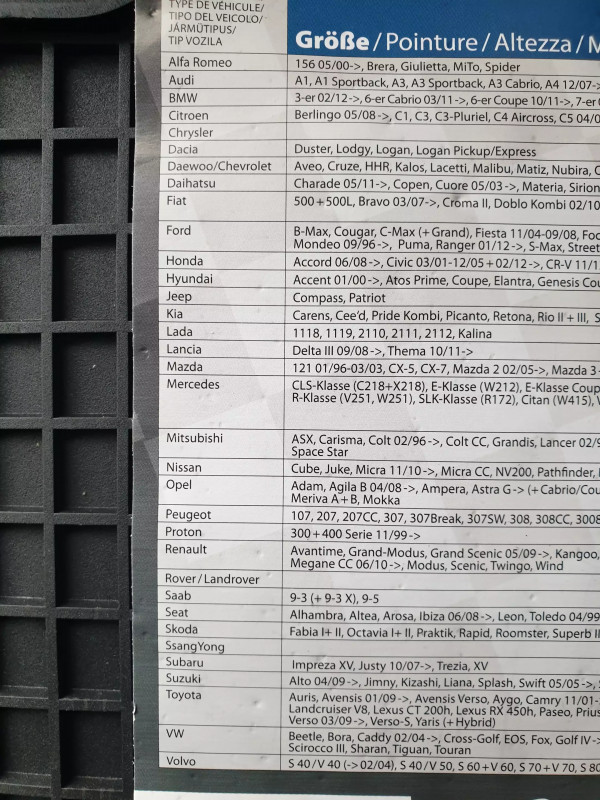 TYPE DE VÉHICULE/
TIPO DEL VEICOLO/
JÁRMŰTIPUS/
TIP VOZILA
Größe / Pointure / Altezza / M
Alfa Romeo 156 05/00->, Brera, Giulietta, MiTo, Spider
Audi A1, A1 Sportback, A3, A3 Sportback, A3 Cabrio, A4 12/07->
BMW 3-er 02/12->, 6-er Cabrio 03/11->, 6-er Coupe 10/11->, 7-er
Citroen Berlingo 05/08->, C1, C3, C3-Pluriel, C4 Aircross, C5 04/0
Chrysler
Dacia Duster, Lodgy, Logan, Logan Pickup/Express
Daewoo/Chevrolet Aveo, Cruze, HHR, Kalos, Lacetti, Malibu, Matiz, Nubira,
Daihatsu Charade 05/11->, Copen, Cuore 05/03->, Materia, Sirion
Fiat 500+500L, Bravo 03/07->, Croma II, Doblo Kombi 02/10
Ford B-Max, Cougar, C-Max (+Grand), Fiesta 11/04-09/08, Foc
Mondeo 09/96->, Puma, Ranger 01/12->, S-Max, Street
Honda Accord 06/08->, Civic 03/01-12/05+02/12->, CR-V 11/1
Hyundai Accent 01/00->, Atos Prime, Coupe, Elantra, Genesis Cou
Jeep Compass, Patriot
Kia Carens, Cee'd, Pride Kombi, Picanto, Retona, Rio II+III, S
Lada 1118, 1119, 2110, 2111, 2112, Kalina
Lancia Delta III 09/08->, Thema 10/11->
Mazda 121 01/96-03/03, CX-5, CX-7, Mazda 2 02/05->, Mazda 3
Mercedes CLS-Klasse (C218+X218), E-Klasse (W212), E-Klasse Coup
R-Klasse (V251, W251), SLK-Klasse (R172), Citan (W415), V
Mitsubishi ASX, Carisma, Colt 02/96->, Colt CC, Grandis, Lancer 02/9
Space Star
Nissan Cube, Juke, Micra 11/10->, Micra CC, NV200, Pathfinder,
Opel Adam, Agila B 04/08->, Ampera, Astra G-> (+Cabrio/Cou
Meriva A+B, Mokka
Peugeot 107, 207, 207CC, 307, 307Break, 307SW, 308, 308CC, 3008
Proton 300+400 Serie 11/99->
Renault Avantime, Grand-Modus, Grand Scenic 05/09->, Kangoo,
Megane CC 06/10->, Modus, Scenic, Twingo, Wind
Rover/Landrover
Saab 9-3 (+ 9-3 X), 9-5
Seat Alhambra, Altea, Arosa, Ibiza 06/08->, Leon, Toledo 04/99
Skoda Fabia I+ II, Octavia I+ II, Praktik, Rapid, Roomster, Superb II
SsangYong
Subaru Impreza XV, Justy 10/07->, Trezia, XV
Suzuki Alto 04/09->, Jimny, Kizashi, Liana, Splash, Swift 05/05->, S
Toyota Auris, Avensis 01/09->, Avensis Verso, Aygo, Camry 11/01-
Landcruiser V8, Lexus CT 200h, Lexus RX 450h, Paseo, Prius
Verso 03/09->, Verso-S, Yaris (+Hybrid)
VW Beetle, Bora, Caddy 02/04->, Cross-Golf, EOS, Fox, Golf IV-
Scirocco III, Sharan, Tiguan, Touran
Volvo S 40/V 40 (->02/04), S 40/V 50, S 60+V 60, S 70+V 70, S 80